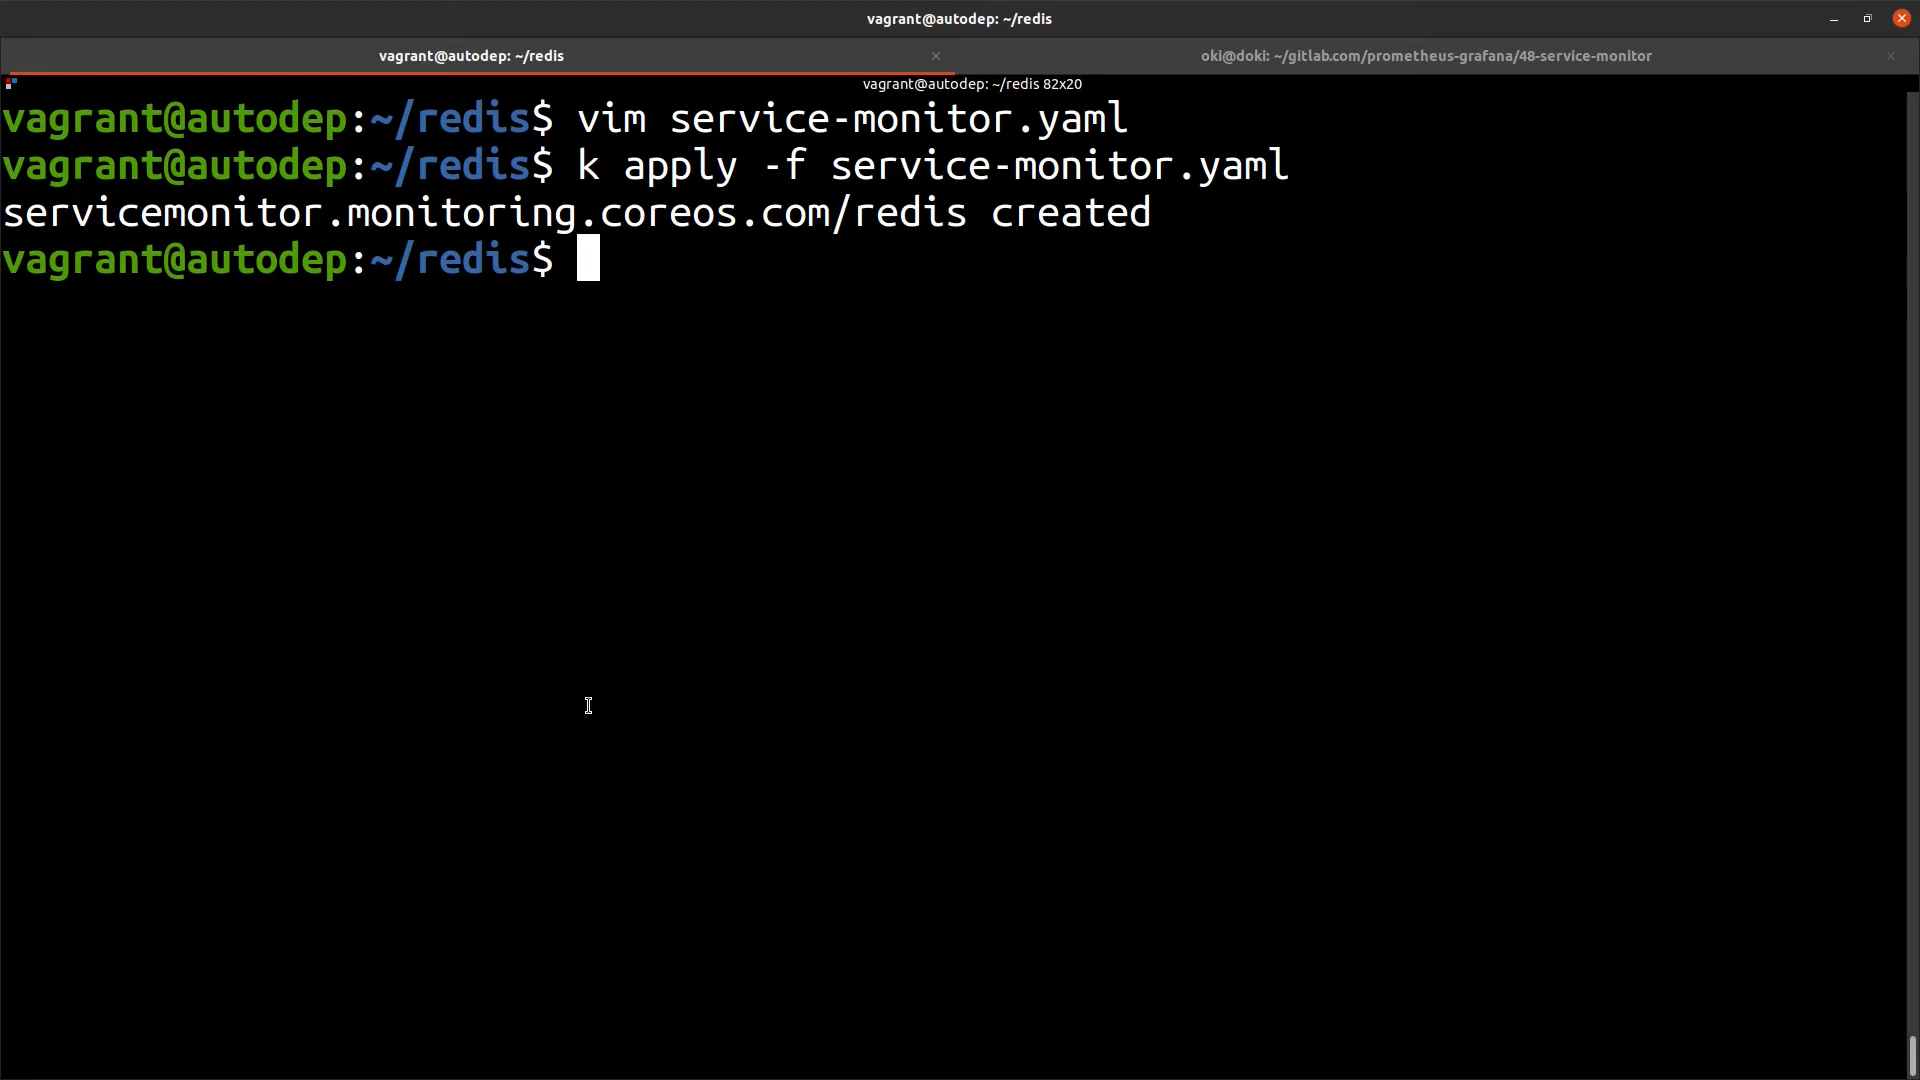 vagrant@autodep: ~/redis
vagrant@autodep: ~/redis
oki@doki: ~/gitlab.com/prometheus-grafana/48-service-monitor
vagrant@autodep: ~/redis 82x20
vagrant@autodep:~/redis$ vim service-monitor.yaml
vagrant@autodep:~/redis$ k apply -f service-monitor.yaml
servicemonitor.monitoring.coreos.com/redis created
vagrant@autodep:~/redis$